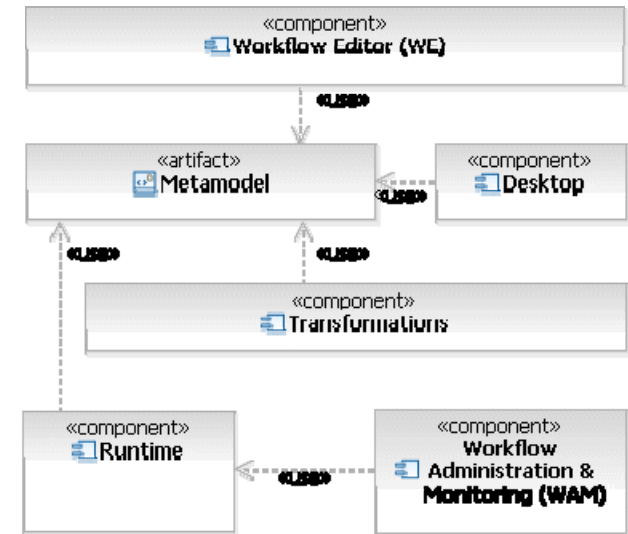 «component»
Workflow Editor (WE)
«use»
«artifact»
Metamodel
«component»
Desktop
«use»
«use»
«use»
«component»
Transformations
«component»
Runtime
«component»
Workflow
Administration &
Monitoring (WAM)
«use»